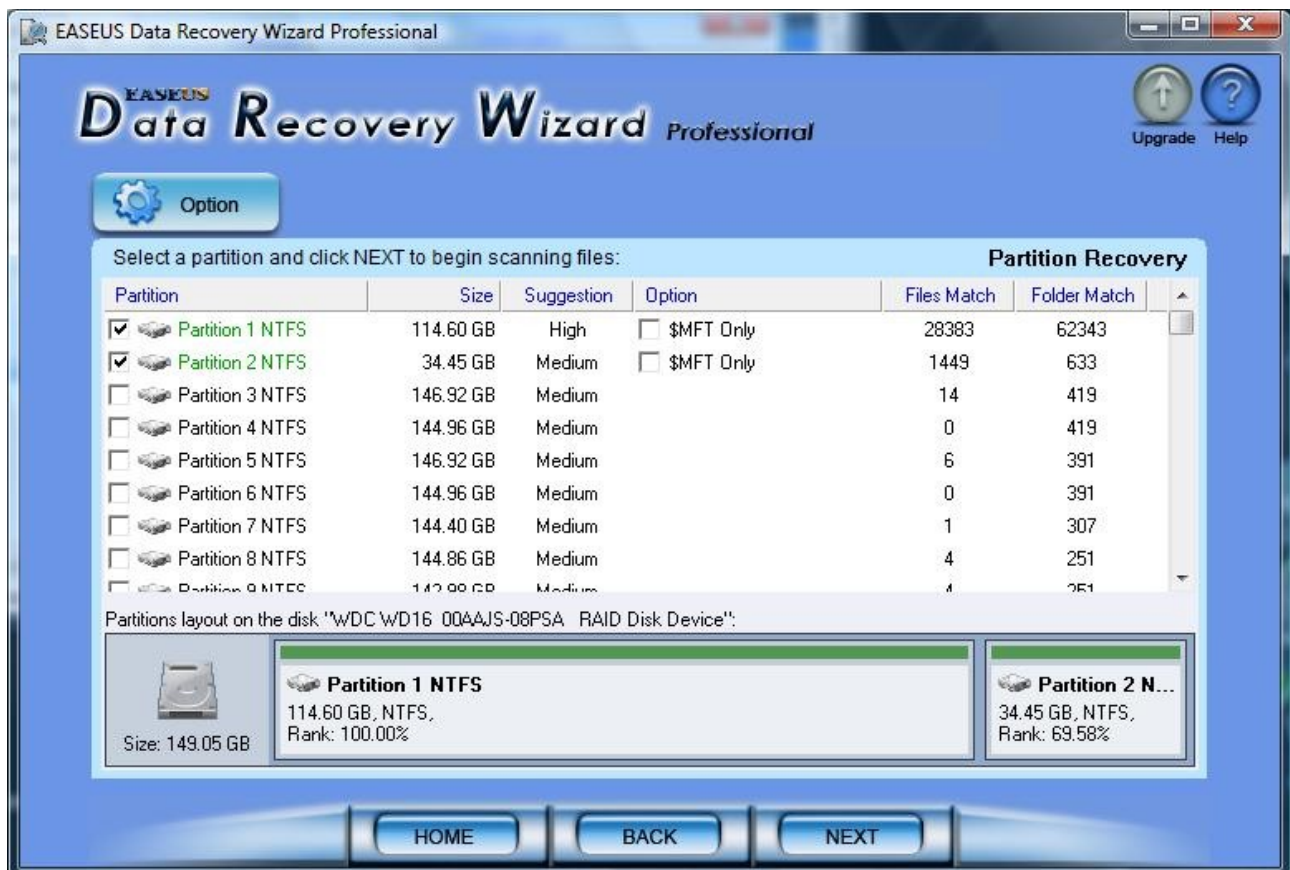 EASEUS Data Recovery Wizard Professional
EASEUS
Data Recovery Wizard Professional
Upgrade Help
Option
Select a partition and click NEXT to begin scanning files: Partition Recovery
Partition Size Suggestion Option Files Match Folder Match
Partition 1 NTFS 114.60 GB High $MFT Only 28383 62343
Partition 2 NTFS 34.45 GB Medium $MFT Only 1449 633
Partition 3 NTFS 146.92 GB Medium 14 419
Partition 4 NTFS 144.96 GB Medium 0 419
Partition 5 NTFS 146.92 GB Medium 6 391
Partition 6 NTFS 144.96 GB Medium 0 391
Partition 7 NTFS 144.40 GB Medium 1 307
Partition 8 NTFS 144.86 GB Medium 4 251
Partition 9 NTFS Medium 4 251
Partitions layout on the disk "WDC WD16 00AAJS-08PSA RAID Disk Device":
Partition 1 NTFS
114.60 GB, NTFS,
Rank: 100.00%
Partition 2 N...
34.45 GB, NTFS,
Rank: 69.58%
Size: 149.05 GB
HOME BACK NEXT